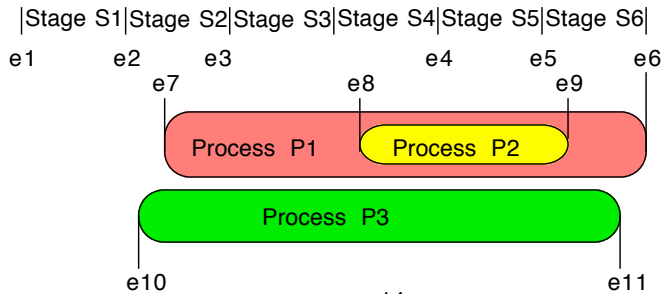 |Stage S1|Stage S2|Stage S3|Stage S4|Stage S5|Stage S6|
e1 e2 e3 e4 e5 e6
e7 e8 e9
Process P1 Process P2
Process P3
e10 e11